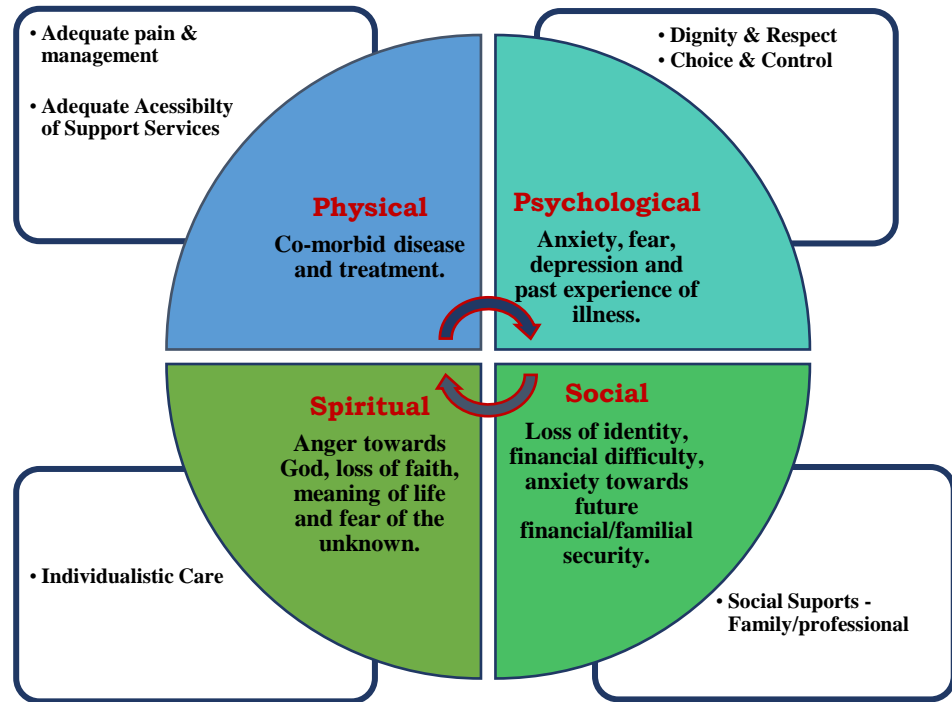 • Adequate pain &
management
• Adequate Acessibilty
of Support Services
• Dignity & Respect
• Choice & Control
Physical
Co-morbid disease
and treatment.
Psychological
Anxiety, fear,
depression and
past experience of
illness.
Spiritual
Anger towards
God, loss of faith,
meaning of life
and fear of the
unknown.
Social
Loss of identity,
financial difficulty,
anxiety towards
future
financial/familial
security.
• Individualistic Care
• Social Suports -
Family/professional